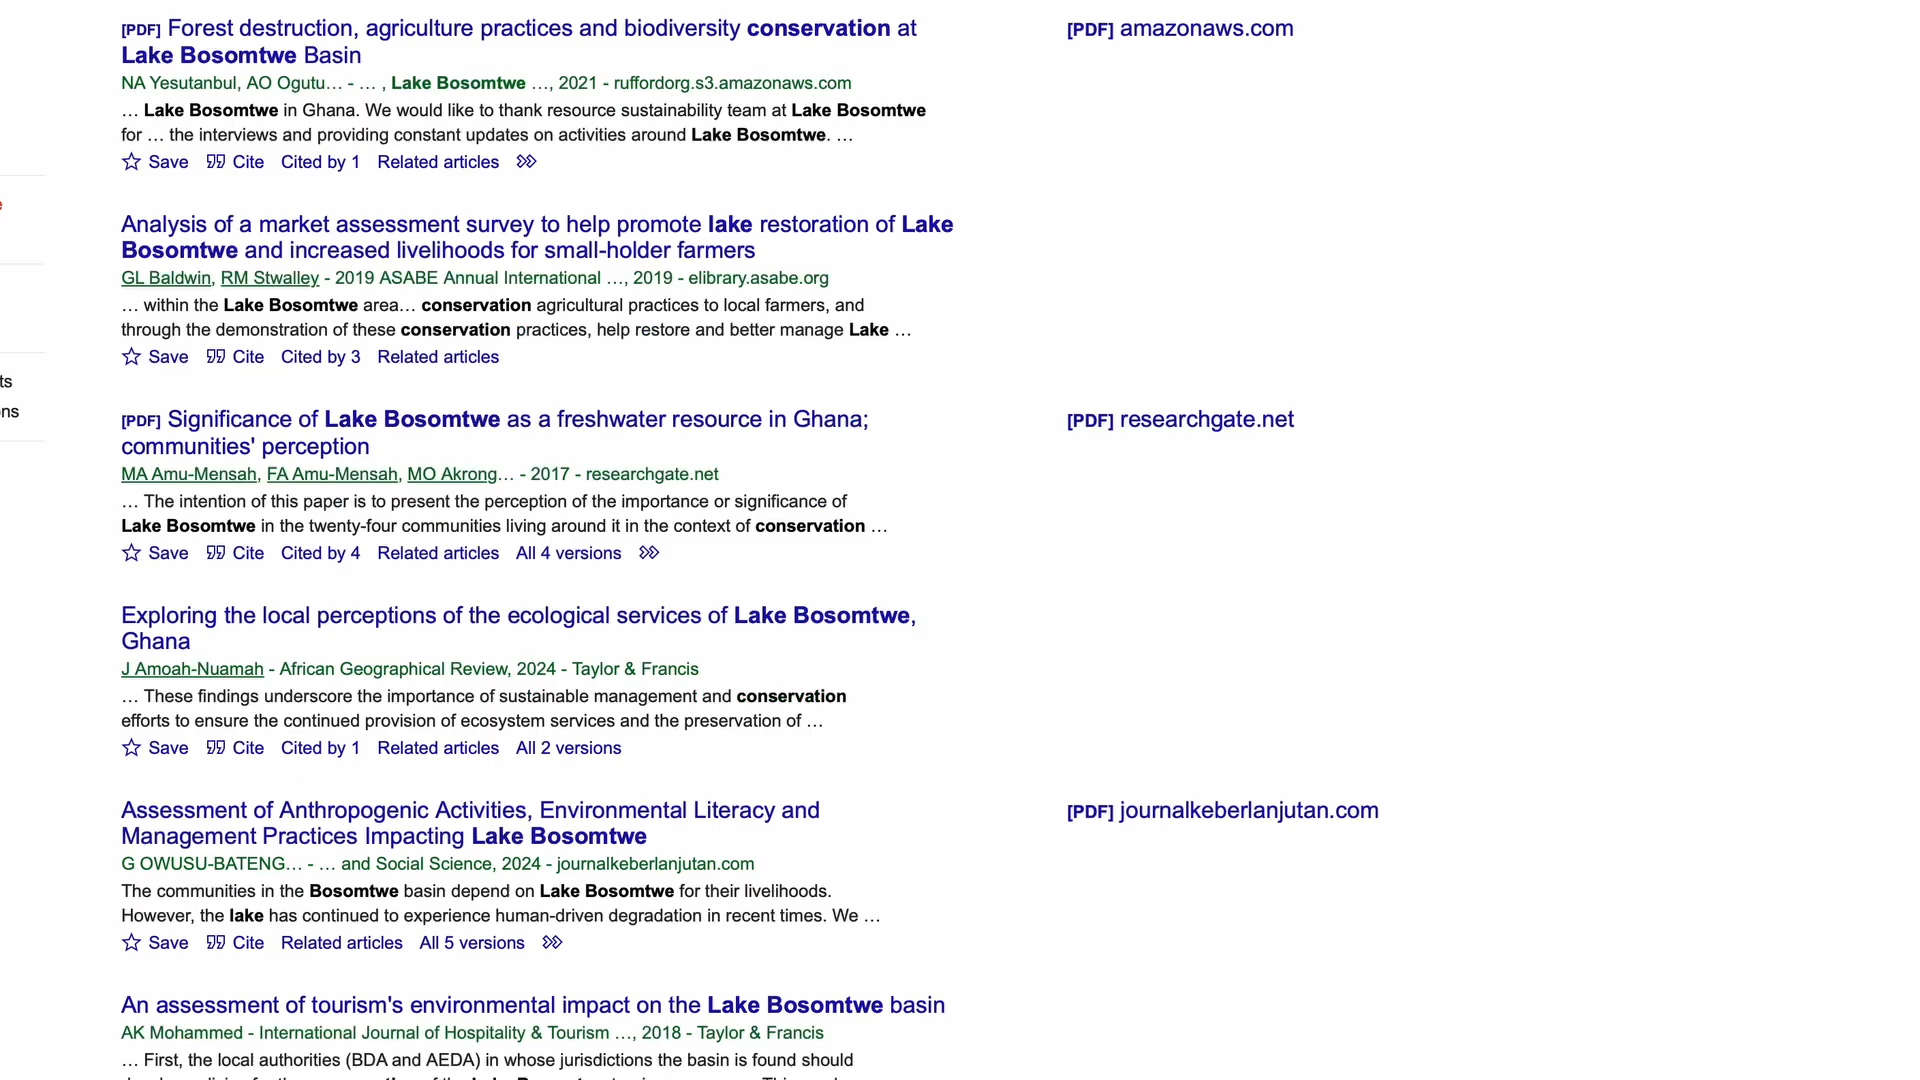 [PDF] Forest destruction, agriculture practices and biodiversity conservation at
Lake Bosomtwe Basin
NA Yesutanbul, AO Ogutu… - … , Lake Bosomtwe …, 2021 - ruffordorg.s3.amazonaws.com
… Lake Bosomtwe in Ghana. We would like to thank resource sustainability team at Lake Bosomtwe
for … the interviews and providing constant updates on activities around Lake Bosomtwe. …
Save Cite Cited by 1 Related articles
[PDF] amazonaws.com
Analysis of a market assessment survey to help promote lake restoration of Lake
Bosomtwe and increased livelihoods for small-holder farmers
GL Baldwin, RM Stwalley - 2019 ASABE Annual International …, 2019 - elibrary.asabe.org
… within the Lake Bosomtwe area… conservation agricultural practices to local farmers, and
through the demonstration of these conservation practices, help restore and better manage Lake …
Save Cite Cited by 3 Related articles
ts
ons
[PDF] Significance of Lake Bosomtwe as a freshwater resource in Ghana;
communities' perception
MA Amu-Mensah, FA Amu-Mensah, MO Akrong… - 2017 - researchgate.net
… The intention of this paper is to present the perception of the importance or significance of
Lake Bosomtwe in the twenty-four communities living around it in the context of conservation …
Save Cite Cited by 4 Related articles All 4 versions
[PDF] researchgate.net
Exploring the local perceptions of the ecological services of Lake Bosomtwe,
Ghana
J Amoah-Nuamah - African Geographical Review, 2024 - Taylor & Francis
… These findings underscore the importance of sustainable management and conservation
efforts to ensure the continued provision of ecosystem services and the preservation of …
Save Cite Cited by 1 Related articles All 2 versions
Assessment of Anthropogenic Activities, Environmental Literacy and
Management Practices Impacting Lake Bosomtwe
G OWUSU-BATENG… - … and Social Science, 2024 - journalkeberlanjutan.com
The communities in the Bosomtwe basin depend on Lake Bosomtwe for their livelihoods.
However, the lake has continued to experience human-driven degradation in recent times. We …
Save Cite Related articles All 5 versions
[PDF] journalkeberlanjutan.com
An assessment of tourism's environmental impact on the Lake Bosomtwe basin
AK Mohammed - International Journal of Hospitality & Tourism …, 2018 - Taylor & Francis
… First, the local authorities (BDA and AEDA) in whose jurisdictions the basin is found should